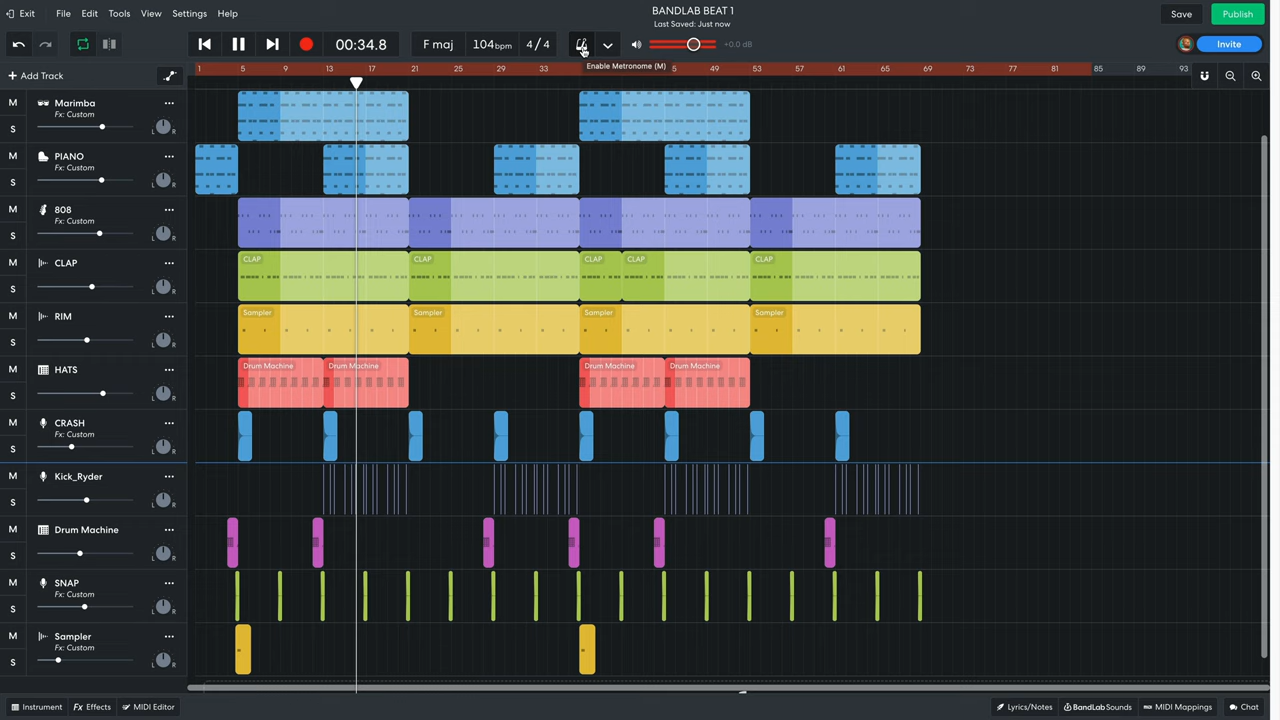 Exit File Edit Tools View Settings Help
BANDLAB BEAT 1
Last Saved: Just now
Save Publish
00:34.8 F maj 104bpm 4/4 +0.0 dB Invite
Enable Metronome (M)
Add Track
1 5 9 13 17 21 25 29 33 5 49 53 57 61 65 69 73 77 81 85 89 93
M Marimba
Fx: Custom
S L R
M PIANO
Fx: Custom
S L R
M 808
Fx: Custom
S L R
M CLAP
CLAP CLAP CLAP CLAP CLAP
S L R
M RIM
Sampler Sampler Sampler Sampler
S L R
M HATS
Drum Machine Drum Machine Drum Machine Drum Machine
S L R
M CRASH
Fx: Custom
S L R
M Kick_Ryder
S L R
M Drum Machine
S L R
M SNAP
Fx: Custom
S L R
M Sampler
Fx: Custom
S L R
Instrument Fx Effects MIDI Editor Lyrics/Notes BandLab Sounds MIDI Mappings Chat